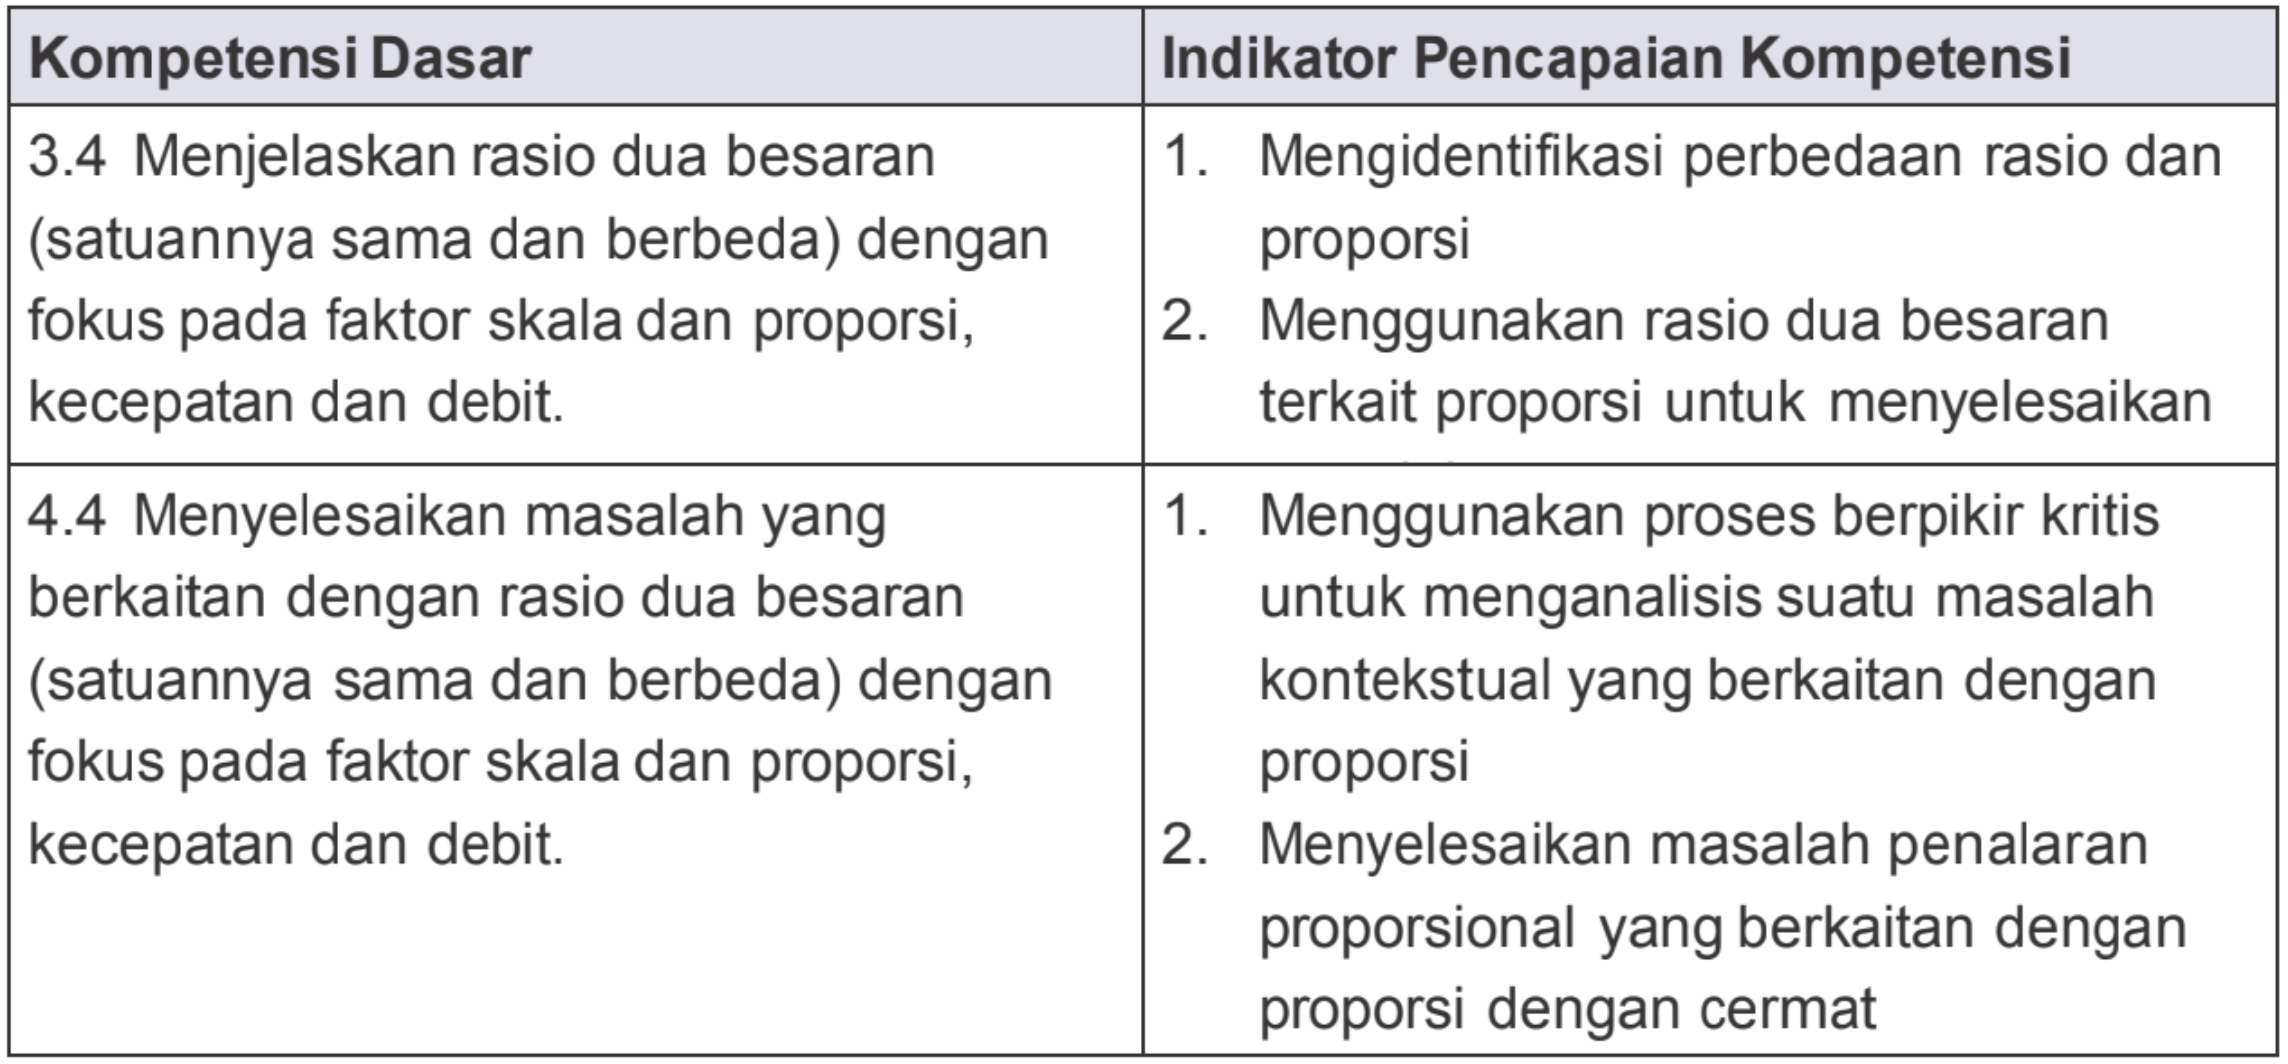 Kompetensi Dasar
Indikator Pencapaian Kompetensi
3.4 Menjelaskan rasio dua besaran
(satuannya sama dan berbeda) dengan
fokus pada faktor skala dan proporsi,
kecepatan dan debit.
1. Mengidentifikasi perbedaan rasio dan
proporsi
2. Menggunakan rasio dua besaran
terkait proporsi untuk menyelesaikan
4.4 Menyelesaikan masalah yang
berkaitan dengan rasio dua besaran
(satuannya sama dan berbeda) dengan
fokus pada faktor skala dan proporsi,
kecepatan dan debit.
1. Menggunakan proses berpikir kritis
untuk menganalisis suatu masalah
kontekstual yang berkaitan dengan
proporsi
2. Menyelesaikan masalah penalaran
proporsional yang berkaitan dengan
proporsi dengan cermat